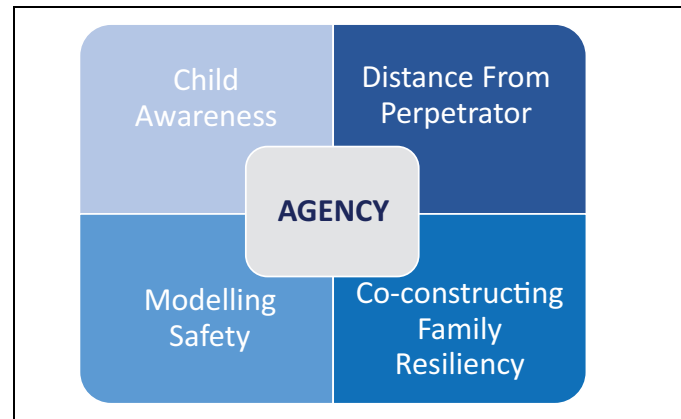 Child
Awareness
Distance From
Perpetrator
AGENCY
Modelling
Safety
Co-constructing
Family
Resiliency